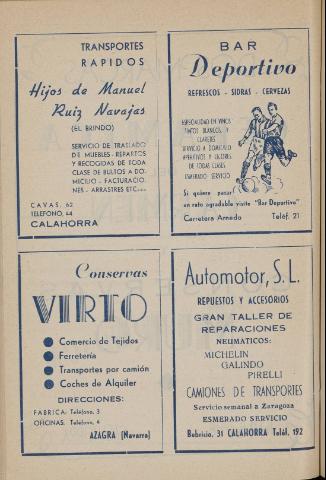 TRANSPORTES
RAPIDOS
Hijos de Manuel
Ruiz Navajas
(EL BRINDO)
SERVICIO DE TRASLADO
DE MUEBLES - REPARTOS
Y RECOGIDAS DE TODA
CLASE DE BULTOS A DO-
MICILIO - FACTURACIO-
NES - ARRASTRES ETC...
CAVAS, 62
TELEFONO, 64
CALAHORRA
BAR
Deportivo
REFRESCOS - SIDRAS - CERVEZAS
ESPECIALIDAD EN VINOS
TINTOS BLANCOS Y
CLARETES
SERVICIO A DOMICILIO
APERITIVOS Y LICORES
DE TODAS CLASES
ESMERADO SERVICIO
Si quiere pasar
un rato agradable visite "Bar Deportivo"
Carretera Arnedo Teléf. 21
Conservas
VIRTO
Comercio de Tejidos
Ferretería
Transportes por camión
Coches de Alquiler
DIRECCIONES:
FABRICA: Teléfono, 3
OFICINAS: Teléfono, 6
AZAGRA (Navarra)
Automotor, S. L.
REPUESTOS Y ACCESORIOS
GRAN TALLER DE
REPARACIONES
NEUMATICOS:
MICHELIN
GALINDO
PIRELLI
CAMIONES DE TRANSPORTES
Servicio semanal a Zaragoza
ESMERADO SERVICIO
Bebricio, 31 CALAHORRA Teléf. 192